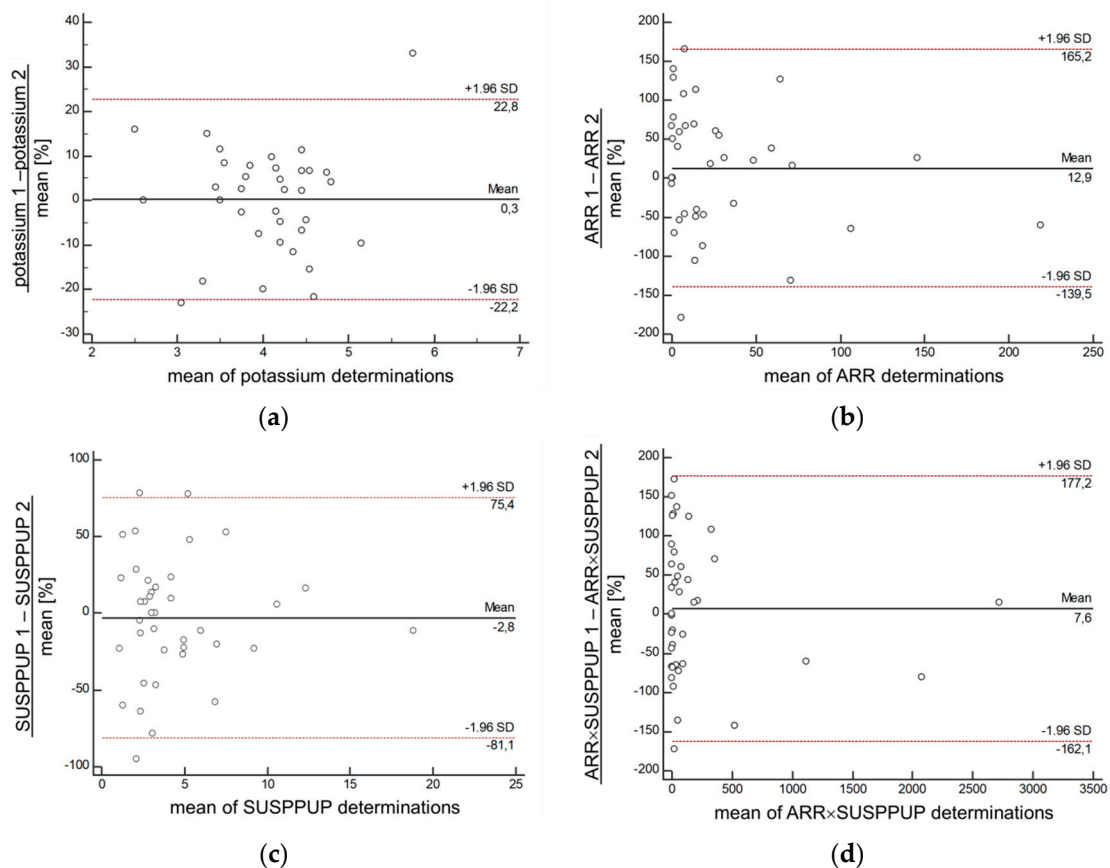 potassium 1 –potassium 2
mean [%]
40
30
20
10
0
-10
-20
-30
+1.96 SD
22,8
Mean
0,3
-1.96 SD
-22,2
2 3 4 5 6 7
mean of potassium determinations
(a)
ARR 1 – ARR 2
mean [%]
200
150
100
50
0
-50
-100
-150
-200
+1.96 SD
165,2
Mean
12,9
-1.96 SD
-139,5
0 50 100 150 200 250
mean of ARR determinations
(b)
SUSPPUP 1 – SUSPPUP 2
mean [%]
100
50
0
-50
-100
+1.96 SD
75,4
Mean
-2,8
-1.96 SD
-81,1
0 5 10 15 20 25
mean of SUSPPUP determinations
(c)
ARR×SUSPPUP 1 – ARR×SUSPPUP 2
mean [%]
200
150
100
50
0
-50
-100
-150
-200
+1.96 SD
177,2
Mean
7,6
-1.96 SD
-162,1
0 500 1000 1500 2000 2500 3000 3500
mean of ARR×SUSPPUP determinations
(d)